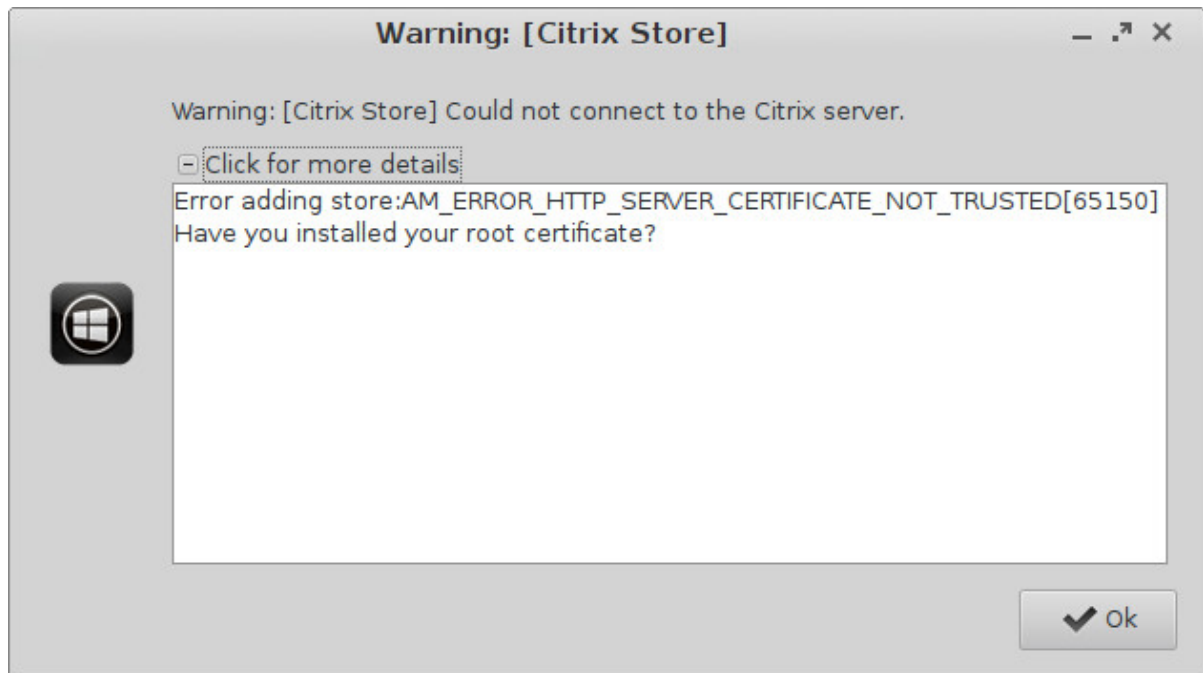 Warning: [Citrix Store]
Warning: [Citrix Store] Could not connect to the Citrix server.
Click for more details
Error adding store:AM_ERROR_HTTP_SERVER_CERTIFICATE_NOT_TRUSTED[65150]
Have you installed your root certificate?
Ok